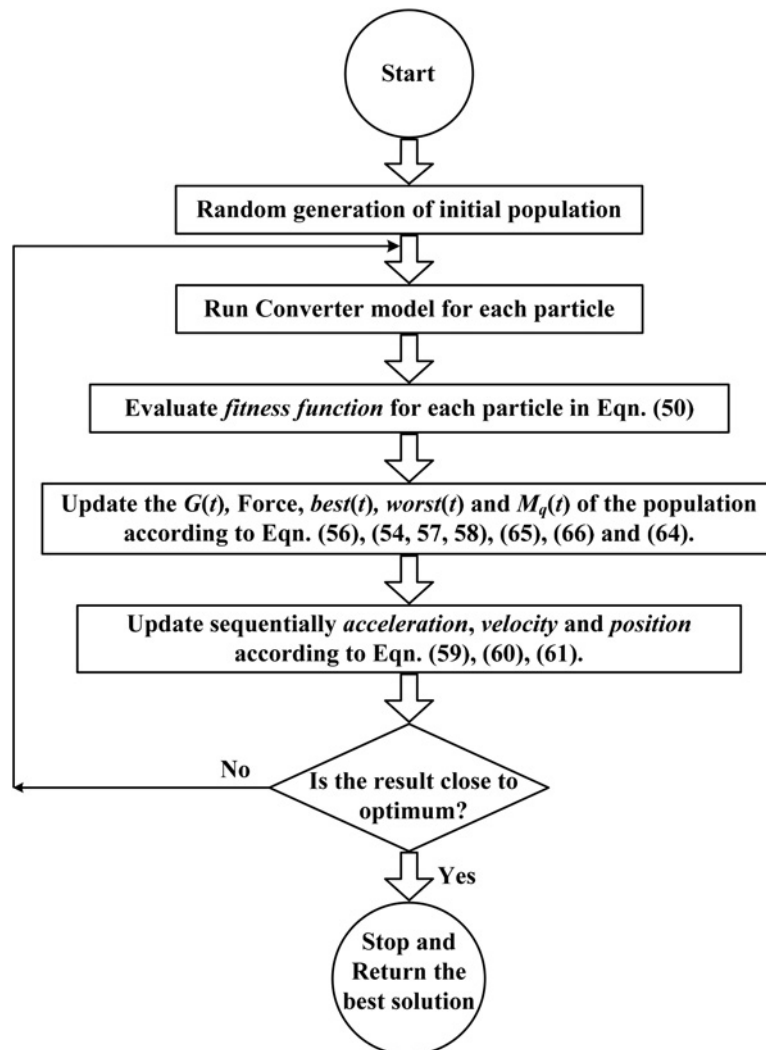 Start
Random generation of initial population
Run Converter model for each particle
Evaluate fitness function for each particle in Eqn. (50)
Update the G(t), Force, best(t), worst(t) and Mq(t) of the population
according to Eqn. (56), (54, 57, 58), (65), (66) and (64).
Update sequentially acceleration, velocity and position
according to Eqn. (59), (60), (61).
No
Is the result close to
optimum?
Yes
Stop and
Return the
best solution